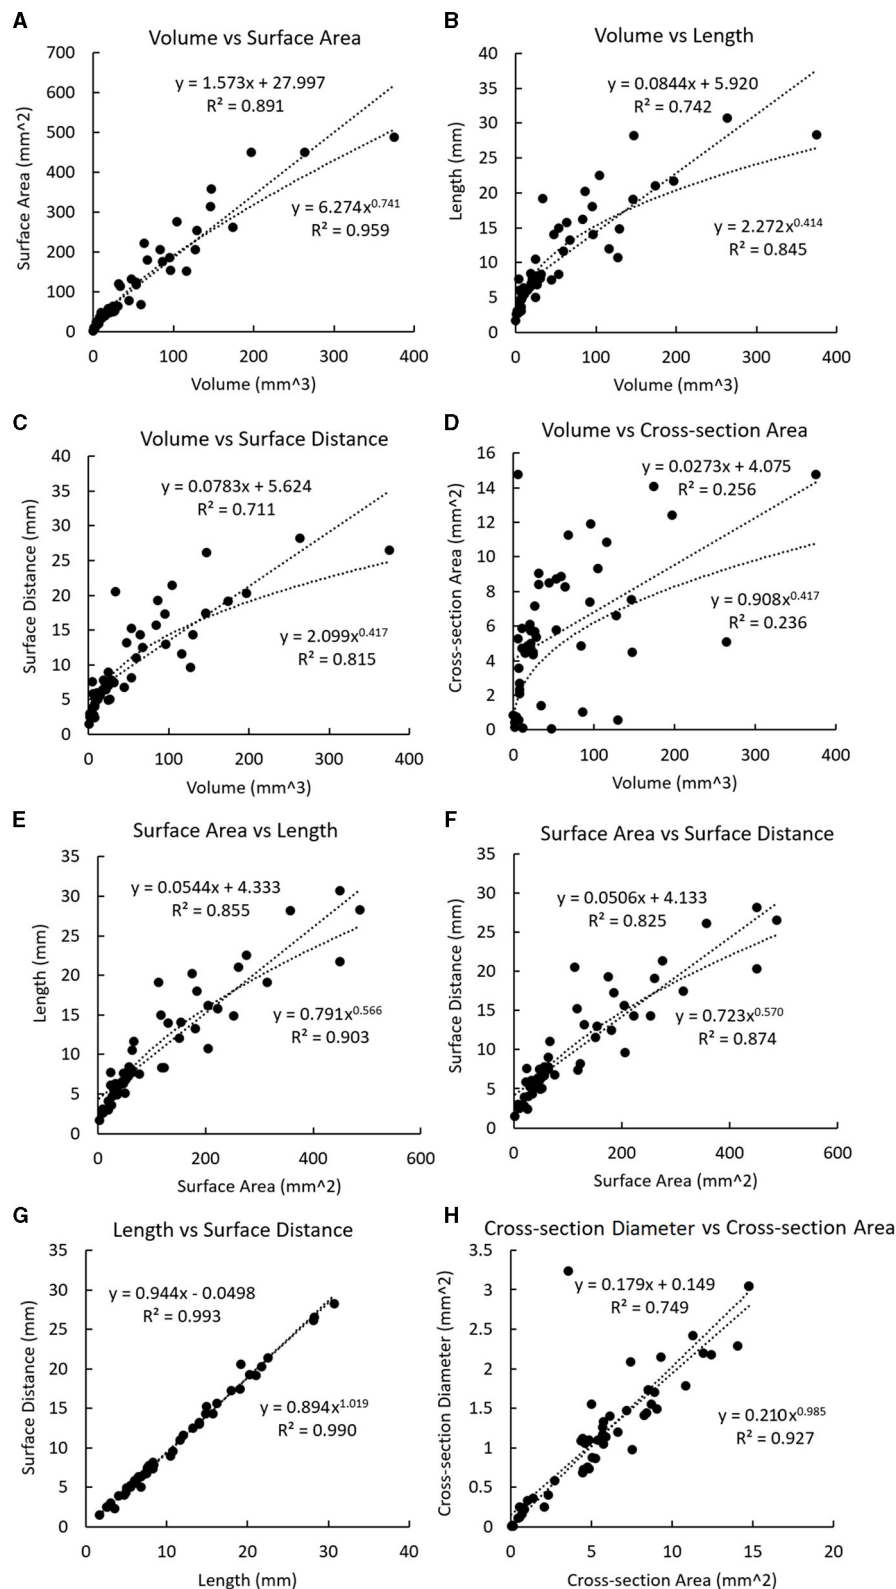 A
Volume vs Surface Area
700
600
500
400
300
200
100
0
Surface Area (mm^2)
y = 1.573x + 27.997
R² = 0.891
y = 6.274x^0.741
R² = 0.959
0 100 200 300 400
Volume (mm^3)
B
Volume vs Length
40
35
30
25
20
15
10
5
0
Length (mm)
y = 0.0844x + 5.920
R² = 0.742
y = 2.272x^0.414
R² = 0.845
0 100 200 300 400
Volume (mm^3)
C
Volume vs Surface Distance
40
35
30
25
20
15
10
5
0
Surface Distance (mm)
y = 0.0783x + 5.624
R² = 0.711
y = 2.099x^0.417
R² = 0.815
0 100 200 300 400
Volume (mm^3)
D
Volume vs Cross-section Area
16
14
12
10
8
6
4
2
0
Cross-section Area (mm^2)
y = 0.0273x + 4.075
R² = 0.256
y = 0.908x^0.417
R² = 0.236
0 100 200 300 400
Volume (mm^3)
E
Surface Area vs Length
35
30
25
20
15
10
5
0
Length (mm)
y = 0.0544x + 4.333
R² = 0.855
y = 0.791x^0.566
R² = 0.903
0 200 400 600
Surface Area (mm^2)
F
Surface Area vs Surface Distance
35
30
25
20
15
10
5
0
Surface Distance (mm)
y = 0.0506x + 4.133
R² = 0.825
y = 0.723x^0.570
R² = 0.874
0 200 400 600
Surface Area (mm^2)
G
Length vs Surface Distance
35
30
25
20
15
10
5
0
Surface Distance (mm)
y = 0.944x - 0.0498
R² = 0.993
y = 0.894x^1.019
R² = 0.990
0 10 20 30 40
Length (mm)
H
Cross-section Diameter vs Cross-section Area
3.5
3
2.5
2
1.5
1
0.5
0
Cross-section Diameter (mm^2)
y = 0.179x + 0.149
R² = 0.749
y = 0.210x^0.985
R² = 0.927
0 5 10 15 20
Cross-section Area (mm^2)